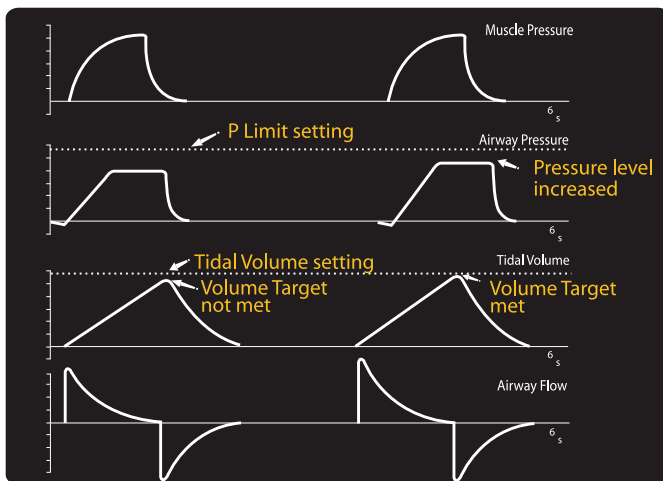 Muscle Pressure
6
s
P Limit setting
Airway Pressure
Pressure level
increased
6
s
Tidal Volume
Tidal Volume setting
Volume Target
not met
Volume Target
met
6
s
Airway Flow
6
s